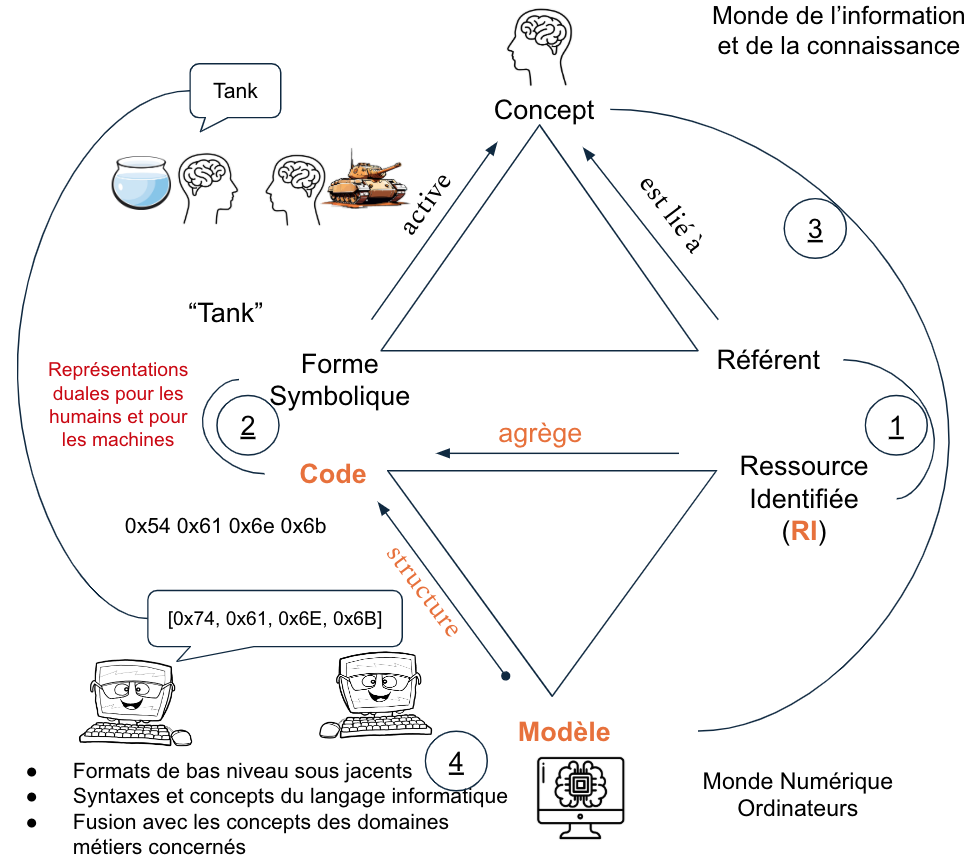 Monde de l’information
et de la connaissance
Tank
Concept
active
est lié à
3
“Tank”
Forme
Symbolique
Référent
Représentations
duales pour les
humains et pour
les machines
2
1
agrège
Code
Ressource
Identifiée
(RI)
0x54 0x61 0x6e 0x6b
structure
[0x74, 0x61, 0x6E, 0x6B]
Modèle
4
● Formats de bas niveau sous jacents
● Syntaxes et concepts du langage informatique
● Fusion avec les concepts des domaines
métiers concernés
Monde Numérique
Ordinateurs